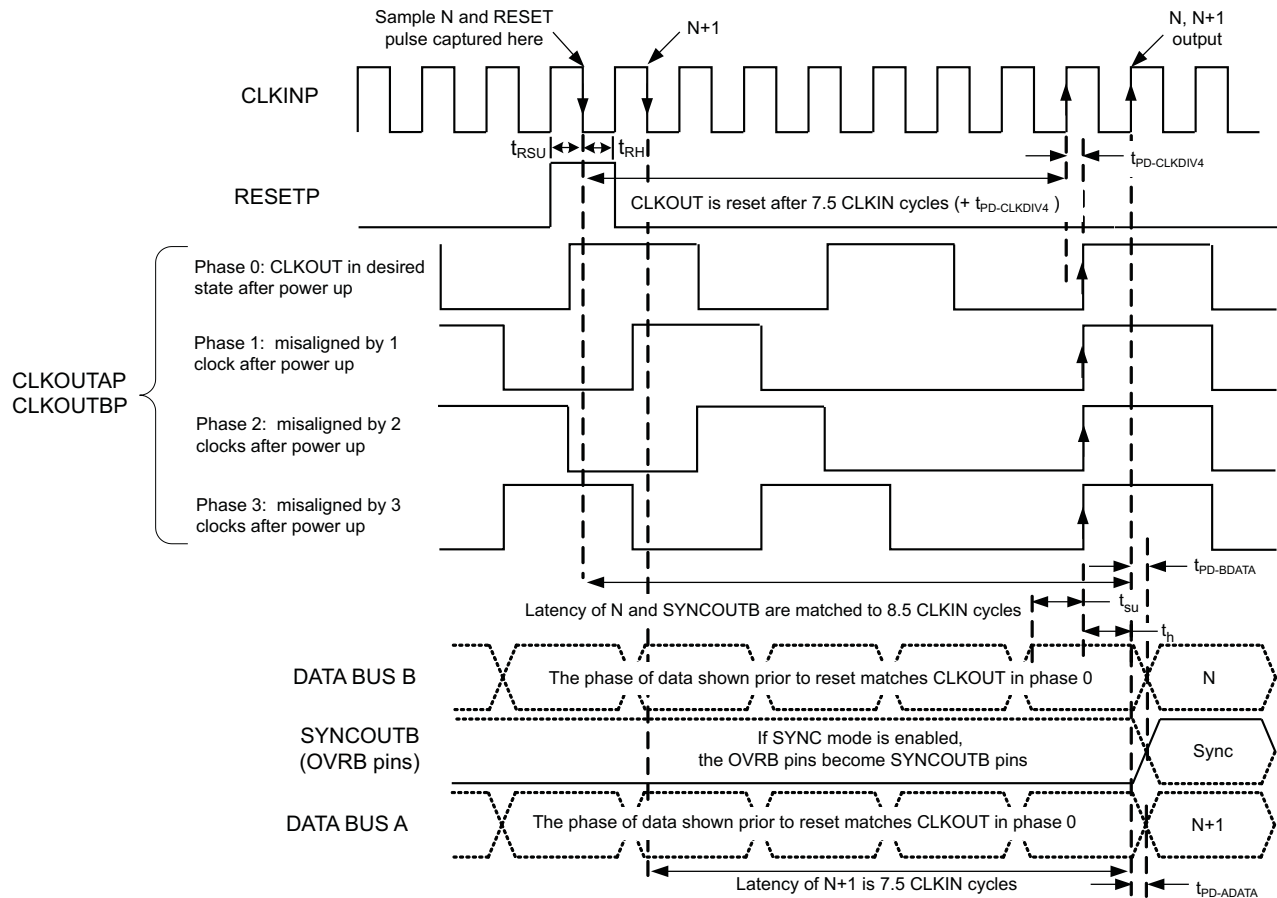 Sample N and RESET
pulse captured here
N+1
N, N+1
output
CLKINP
tRSU
tRH
tPD-CLKDIV4
RESETP
CLKOUT is reset after 7.5 CLKIN cycles (+ tPD-CLKDIV4 )
Phase 0: CLKOUT in desired
state after power up
Phase 1: misaligned by 1
clock after power up
CLKOUTAP
CLKOUTBP
Phase 2: misaligned by 2
clocks after power up
Phase 3: misaligned by 3
clocks after power up
tPD-BDATA
Latency of N and SYNCOUTB are matched to 8.5 CLKIN cycles
tsu
th
DATA BUS B
The phase of data shown prior to reset matches CLKOUT in phase 0
N
SYNCOUTB
(OVRB pins)
If SYNC mode is enabled,
the OVRB pins become SYNCOUTB pins
Sync
DATA BUS A
The phase of data shown prior to reset matches CLKOUT in phase 0
N+1
Latency of N+1 is 7.5 CLKIN cycles
tPD-ADATA